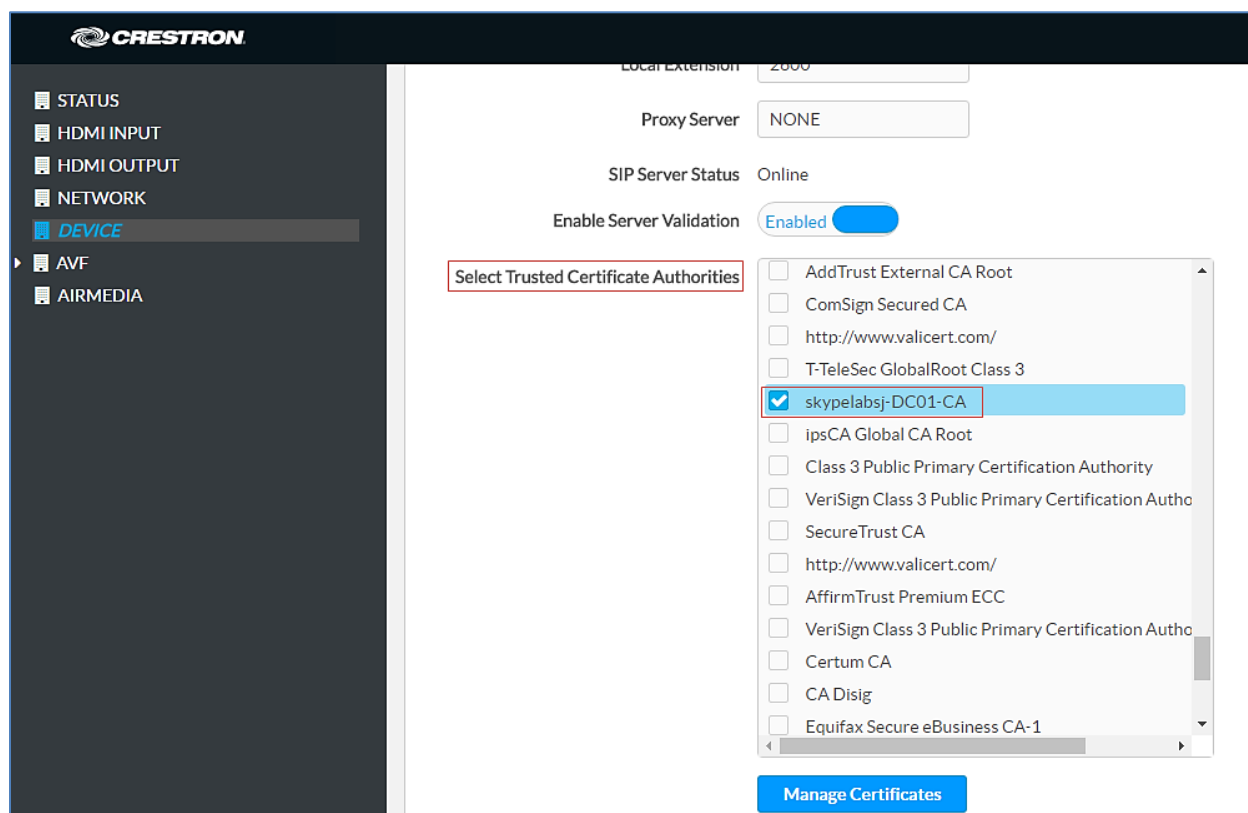 CRESTRON
STATUS
HDMI INPUT
HDMI OUTPUT
NETWORK
DEVICE
AVF
AIRMEDIA
Local Extension 2600
Proxy Server NONE
SIP Server Status Online
Enable Server Validation Enabled
Select Trusted Certificate Authorities
AddTrust External CA Root
ComSign Secured CA
http://www.valicert.com/
T-TeleSec GlobalRoot Class 3
skypelabsj-DC01-CA
ipsCA Global CA Root
Class 3 Public Primary Certification Authority
VeriSign Class 3 Public Primary Certification Autho
SecureTrust CA
http://www.valicert.com/
AffirmTrust Premium ECC
VeriSign Class 3 Public Primary Certification Autho
Certum CA
CA Disig
Equifax Secure eBusiness CA-1
Manage Certificates